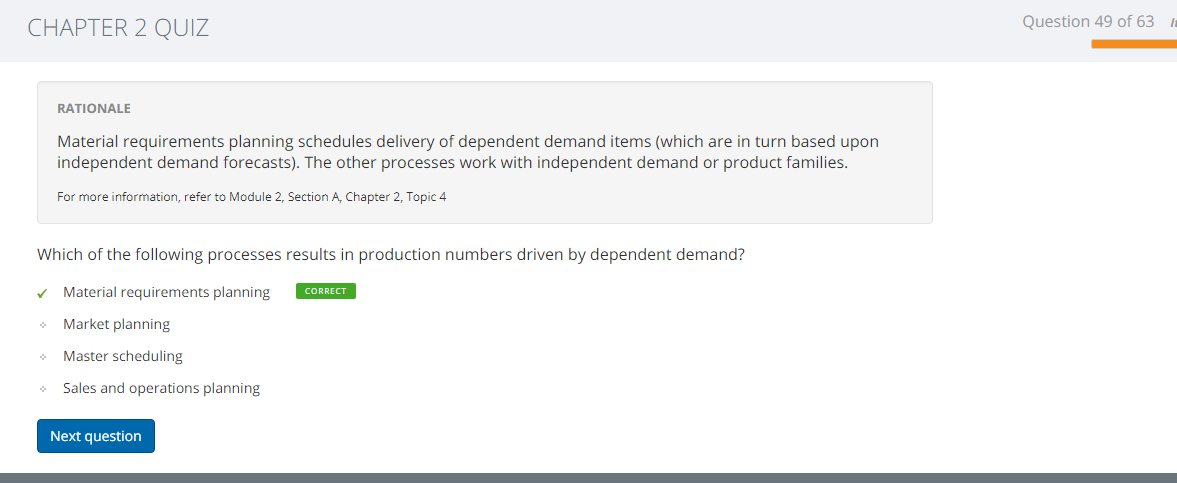 CHAPTER 2 QUIZ
Question 49 of 63
RATIONALE
Material requirements planning schedules delivery of dependent demand items (which are in turn based upon
independent demand forecasts). The other processes work with independent demand or product families.
For more information, refer to Module 2, Section A, Chapter 2, Topic 4
Which of the following processes results in production numbers driven by dependent demand?
Material requirements planning CORRECT
Market planning
Master scheduling
Sales and operations planning
Next question